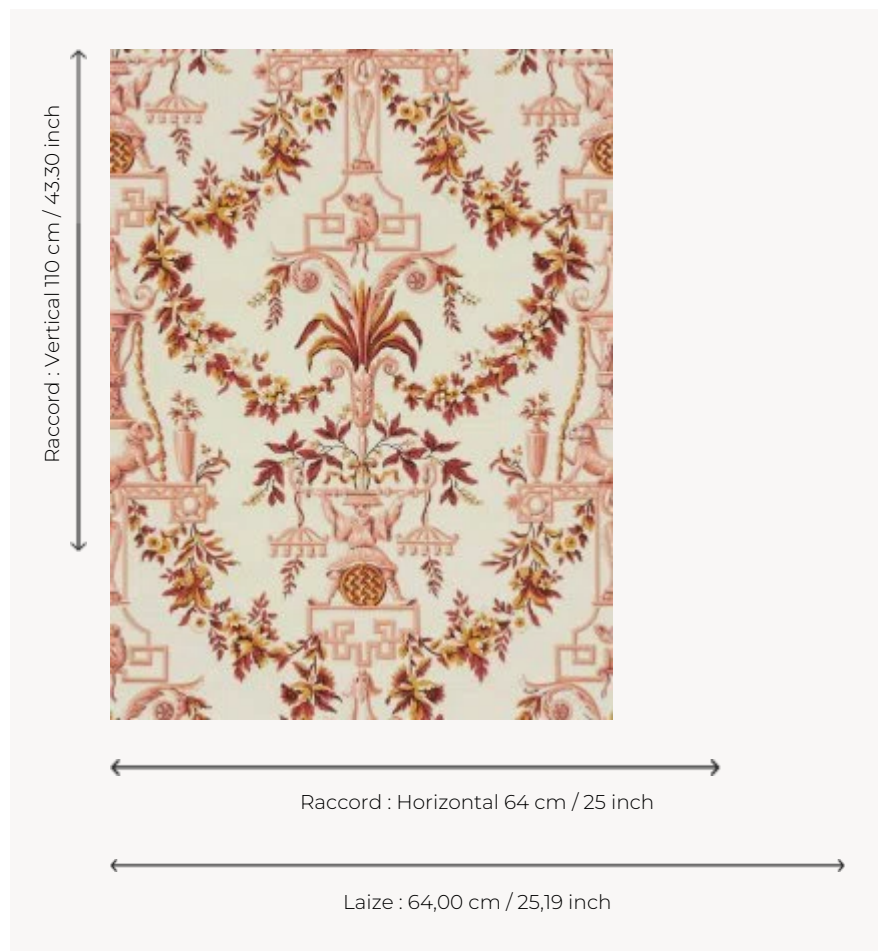 Raccord : Vertical 110 cm / 43.30 inch
Raccord : Horizontal 64 cm / 25 inch
Laize : 64,00 cm / 25,19 inch